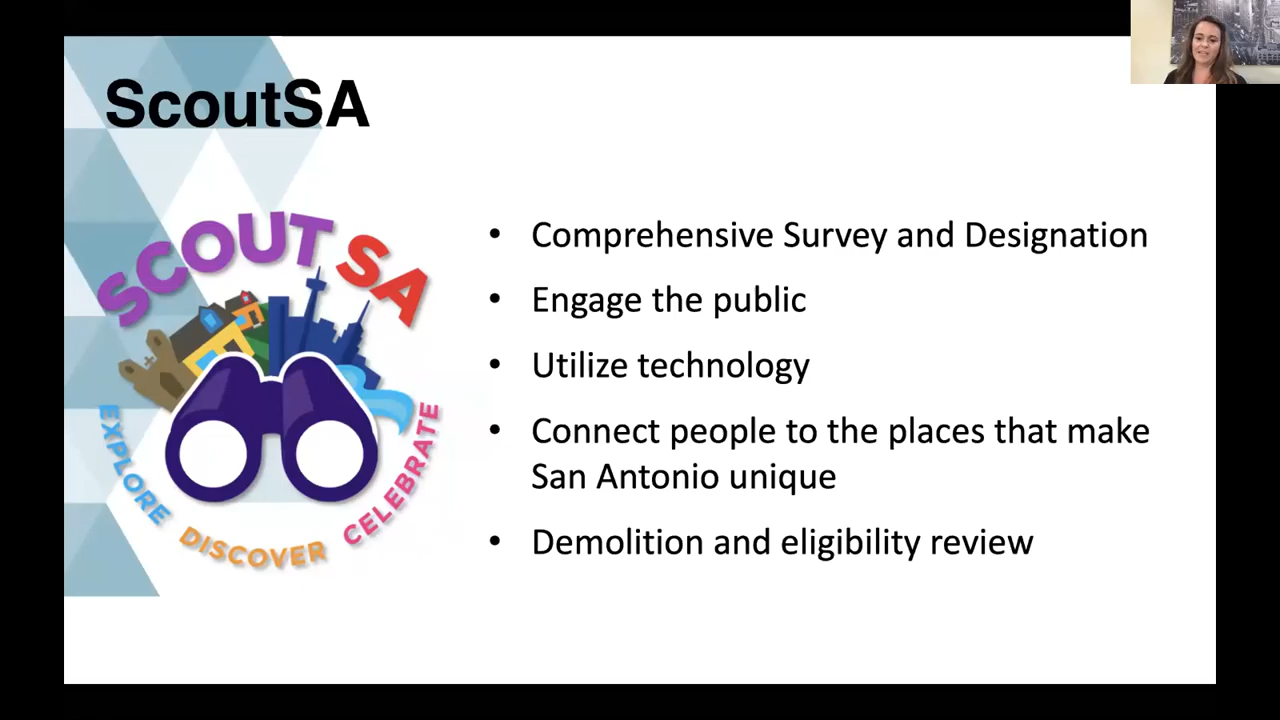 ScoutSA
SCOUT SA
EXPLORE DISCOVER CELEBRATE
• Comprehensive Survey and Designation
• Engage the public
• Utilize technology
• Connect people to the places that make
San Antonio unique
• Demolition and eligibility review